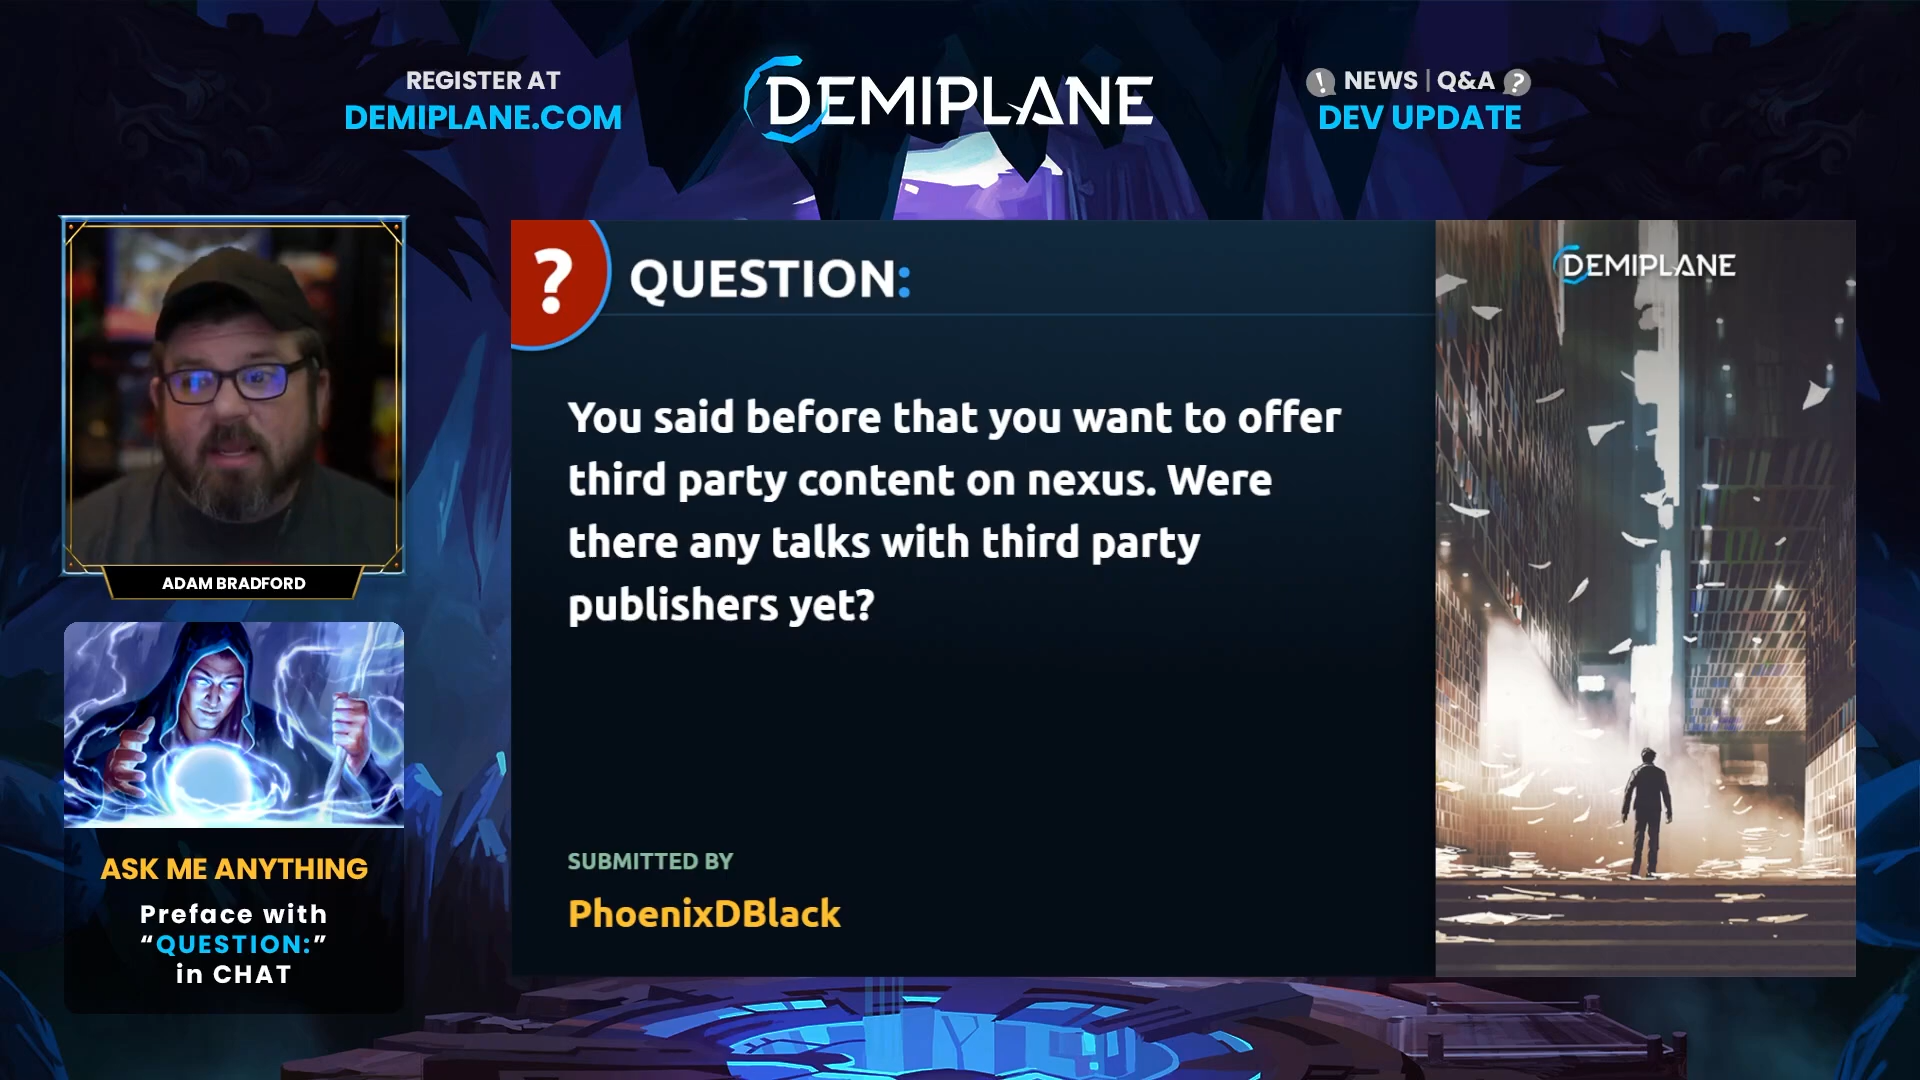 REGISTER AT
DEMIPLANE.COM
DEMIPLANE
! NEWS | Q&A ?
DEV UPDATE
? QUESTION:
DEMIPLANE
You said before that you want to offer
third party content on nexus. Were
there any talks with third party
publishers yet?
SUBMITTED BY
PhoenixDBlack
ADAM BRADFORD
ASK ME ANYTHING
Preface with
“QUESTION:”
in CHAT